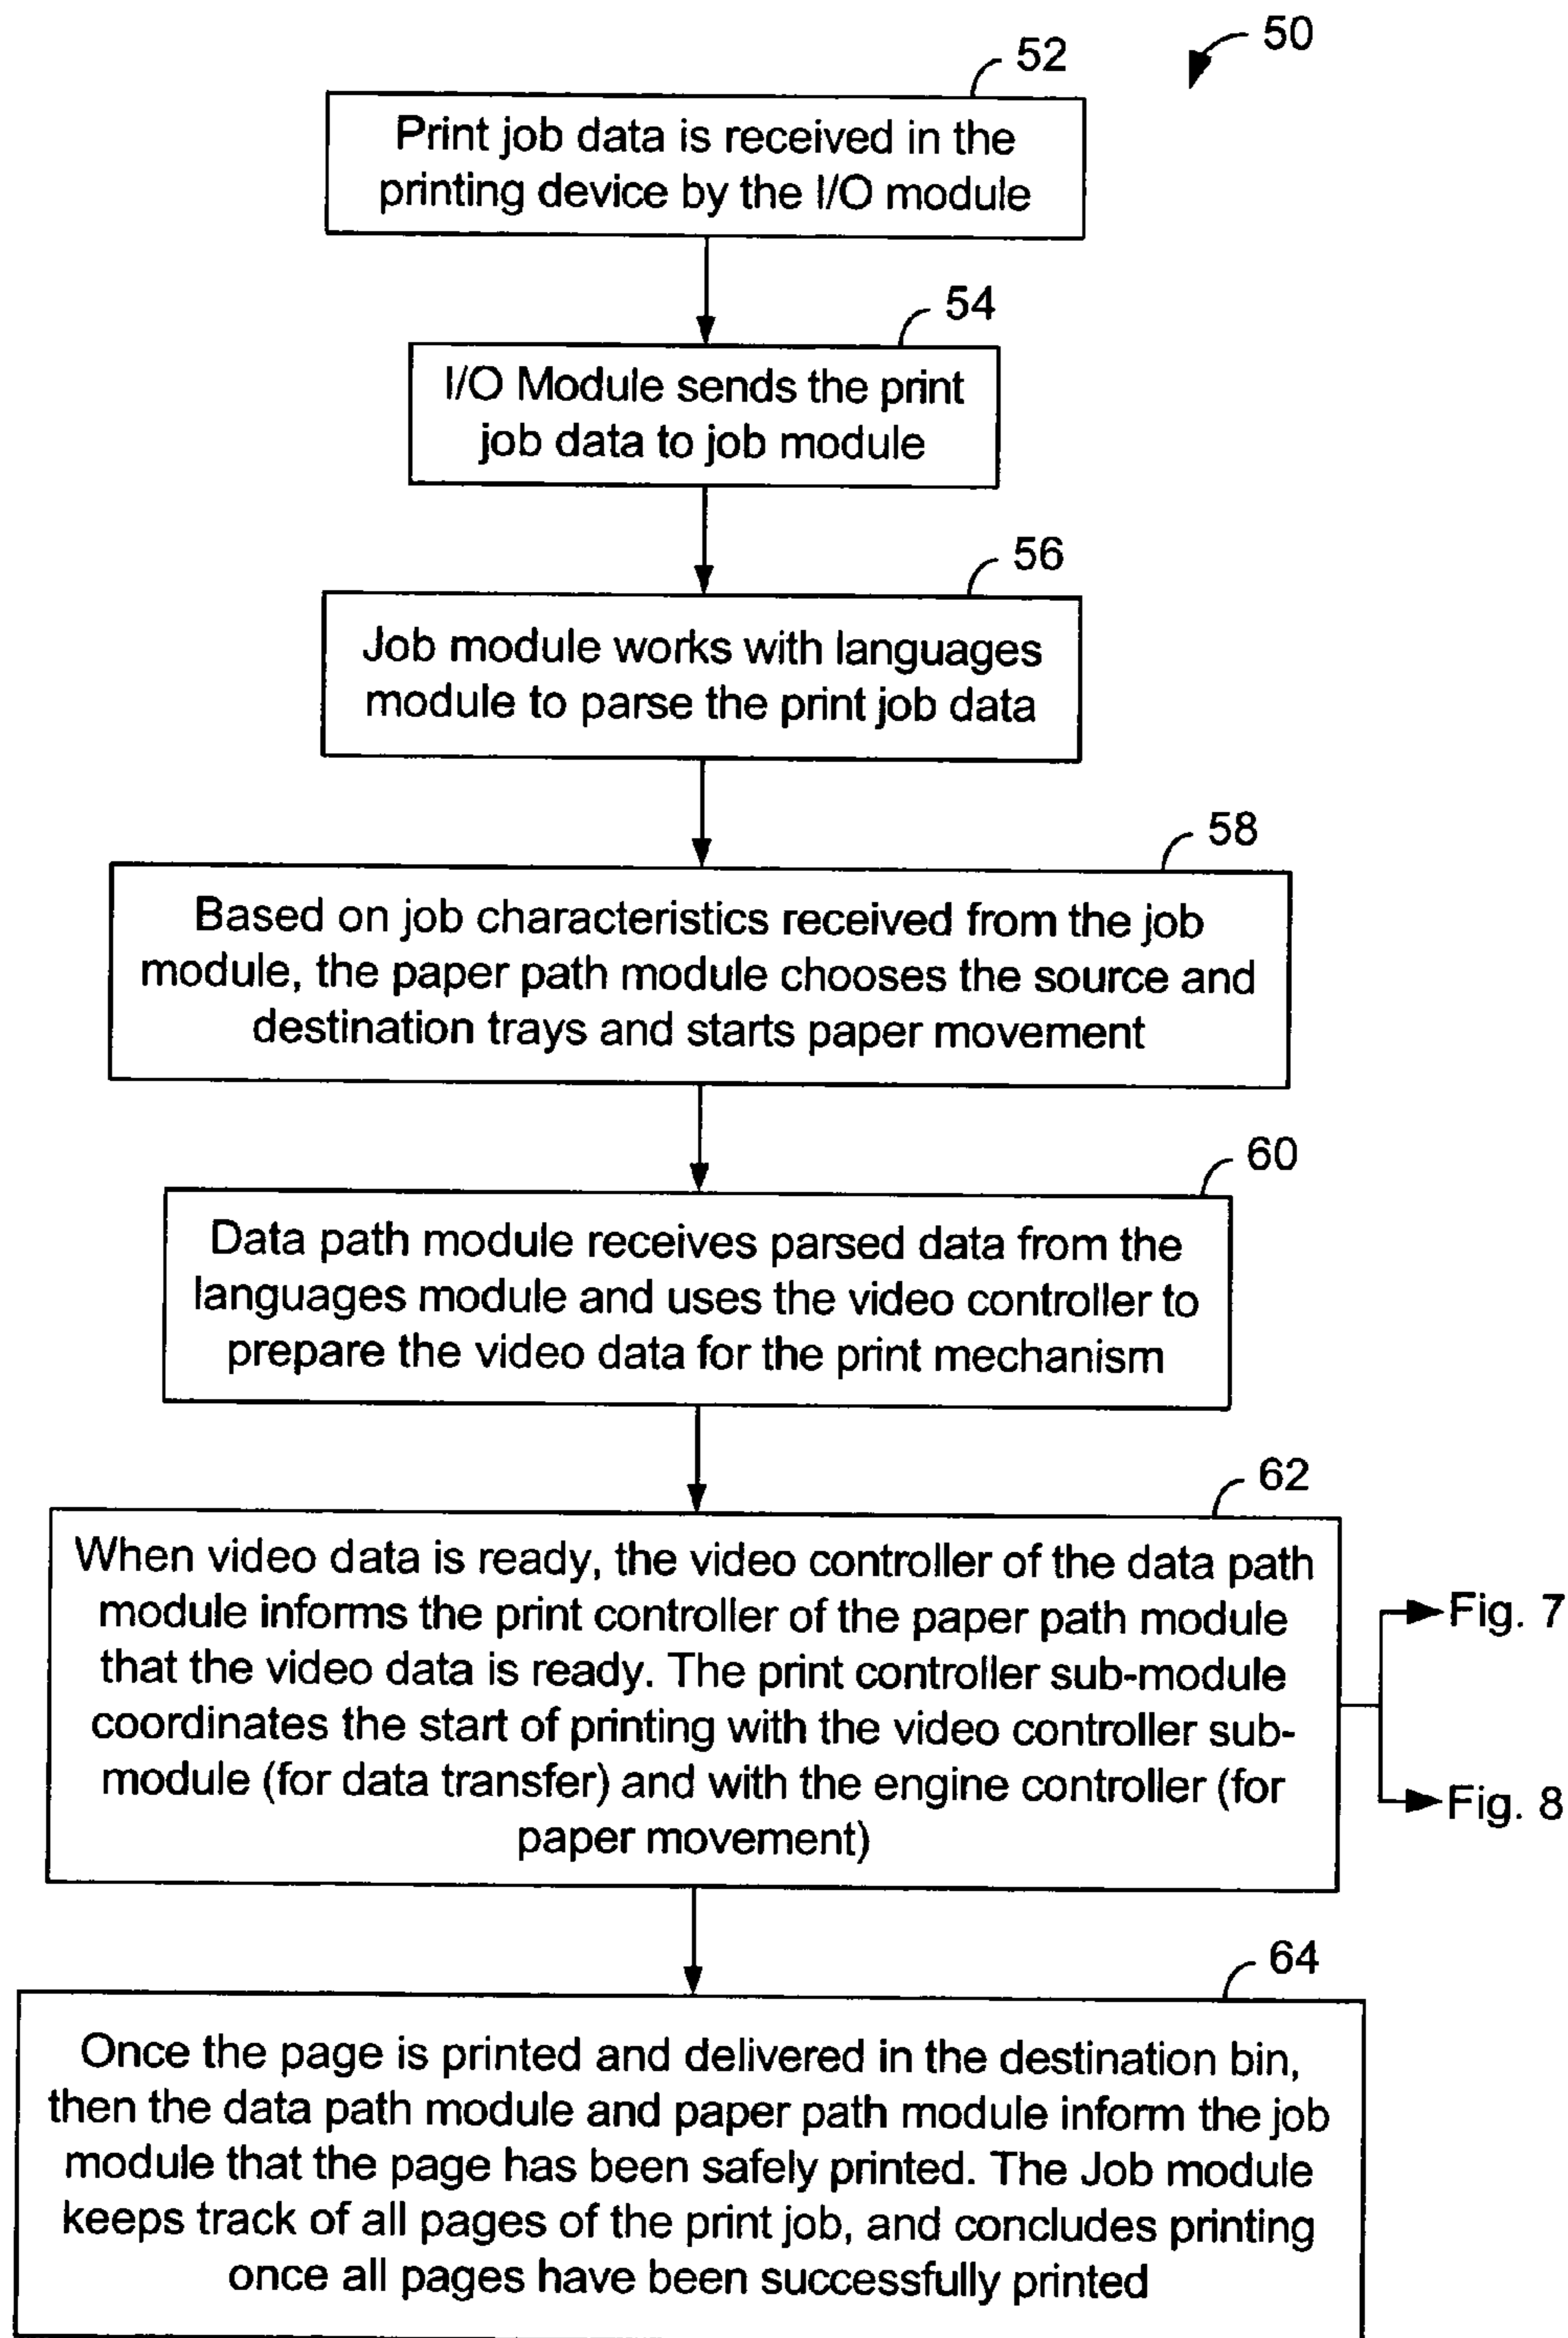 50
52
Print job data is received in the
printing device by the I/O module
54
I/O Module sends the print
job data to job module
56
Job module works with languages
module to parse the print job data
58
Based on job characteristics received from the job
module, the paper path module chooses the source and
destination trays and starts paper movement
60
Data path module receives parsed data from the
languages module and uses the video controller to
prepare the video data for the print mechanism
62
When video data is ready, the video controller of the data path
module informs the print controller of the paper path module
that the video data is ready. The print controller sub-module
coordinates the start of printing with the video controller sub-
module (for data transfer) and with the engine controller (for
paper movement)
Fig. 7
Fig. 8
64
Once the page is printed and delivered in the destination bin,
then the data path module and paper path module inform the job
module that the page has been safely printed. The Job module
keeps track of all pages of the print job, and concludes printing
once all pages have been successfully printed